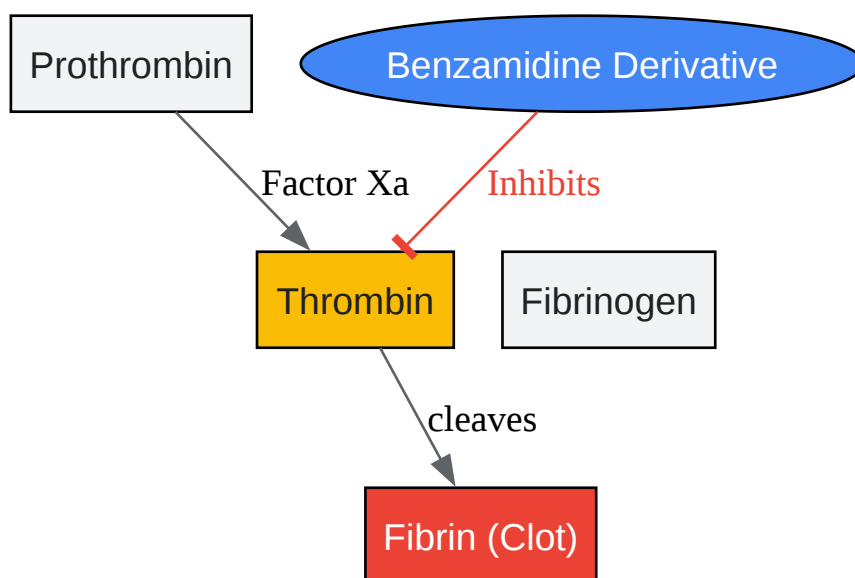 Prothrombin
Benzamidine Derivative
Factor Xa
Inhibits
Thrombin
Fibrinogen
cleaves
Fibrin (Clot)